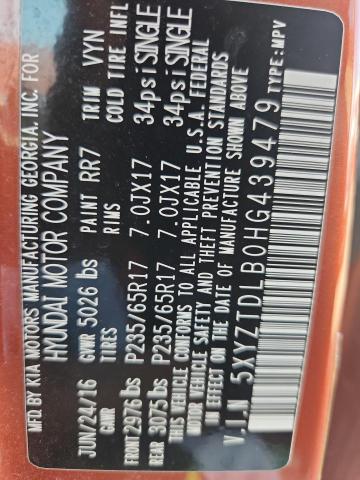 MFD. BY KIA MOTORS MANUFACTURING GEORGIA, INC. FOR
HYUNDAI MOTOR COMPANY
JUN/24/16 GVWR 5026 lbs PAINT RR7 TRIM VYN
TIRES RIMS COLD TIRE INFL
FRONT 2976 lbs P235/65R17 7.0JX17 34psi SINGLE
REAR 3075 lbs P235/65R17 7.0JX17 34psi SINGLE
THIS VEHICLE CONFORMS TO ALL APPLICABLE U.S.A. FEDERAL
MOTOR VEHICLE SAFETY AND THEFT PREVENTION STANDARDS
IN EFFECT ON THE DATE OF MANUFACTURE SHOWN ABOVE
V.I.N 5XYZTDLB0HG439479 TYPE:MPV